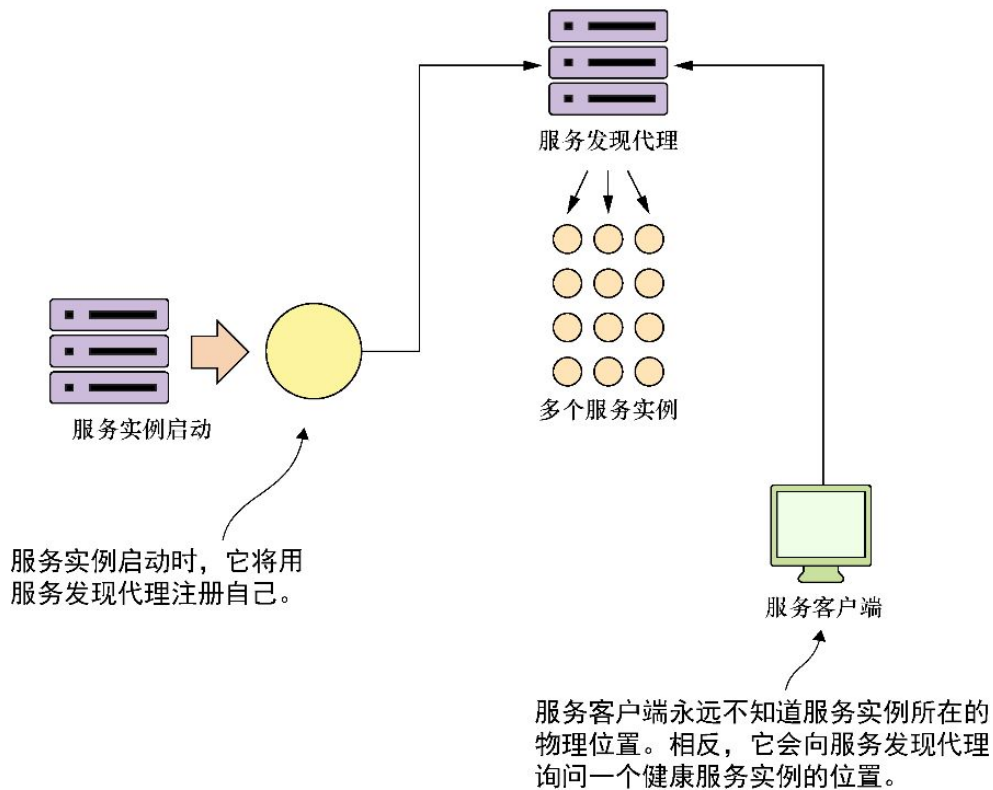 服务发现代理
多个服务实例
服务实例启动
服务实例启动时，它将用
服务发现代理注册自己。
服务客户端
服务客户端永远不知道服务实例所在的
物理位置。相反，它会向服务发现代理
询问一个健康服务实例的位置。